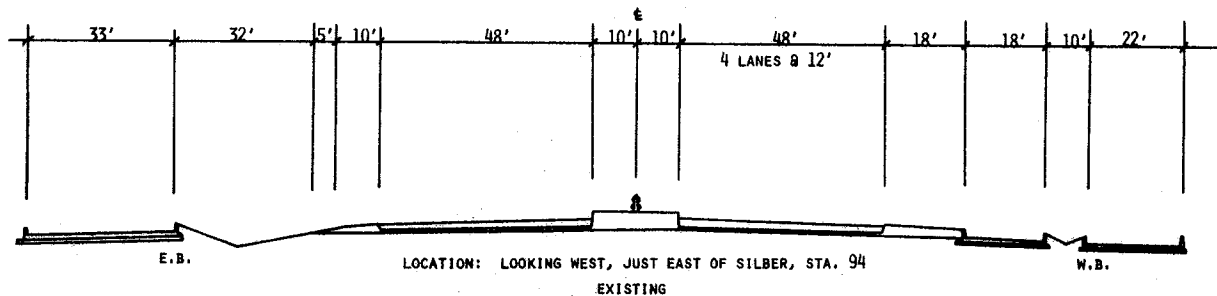 ℄
33' 32' 5' 10' 48' 10' 10' 48' 18' 18' 10' 22'
4 LANES @ 12'
E.B.
W.B.
LOCATION: LOOKING WEST, JUST EAST OF SILBER, STA. 94
EXISTING